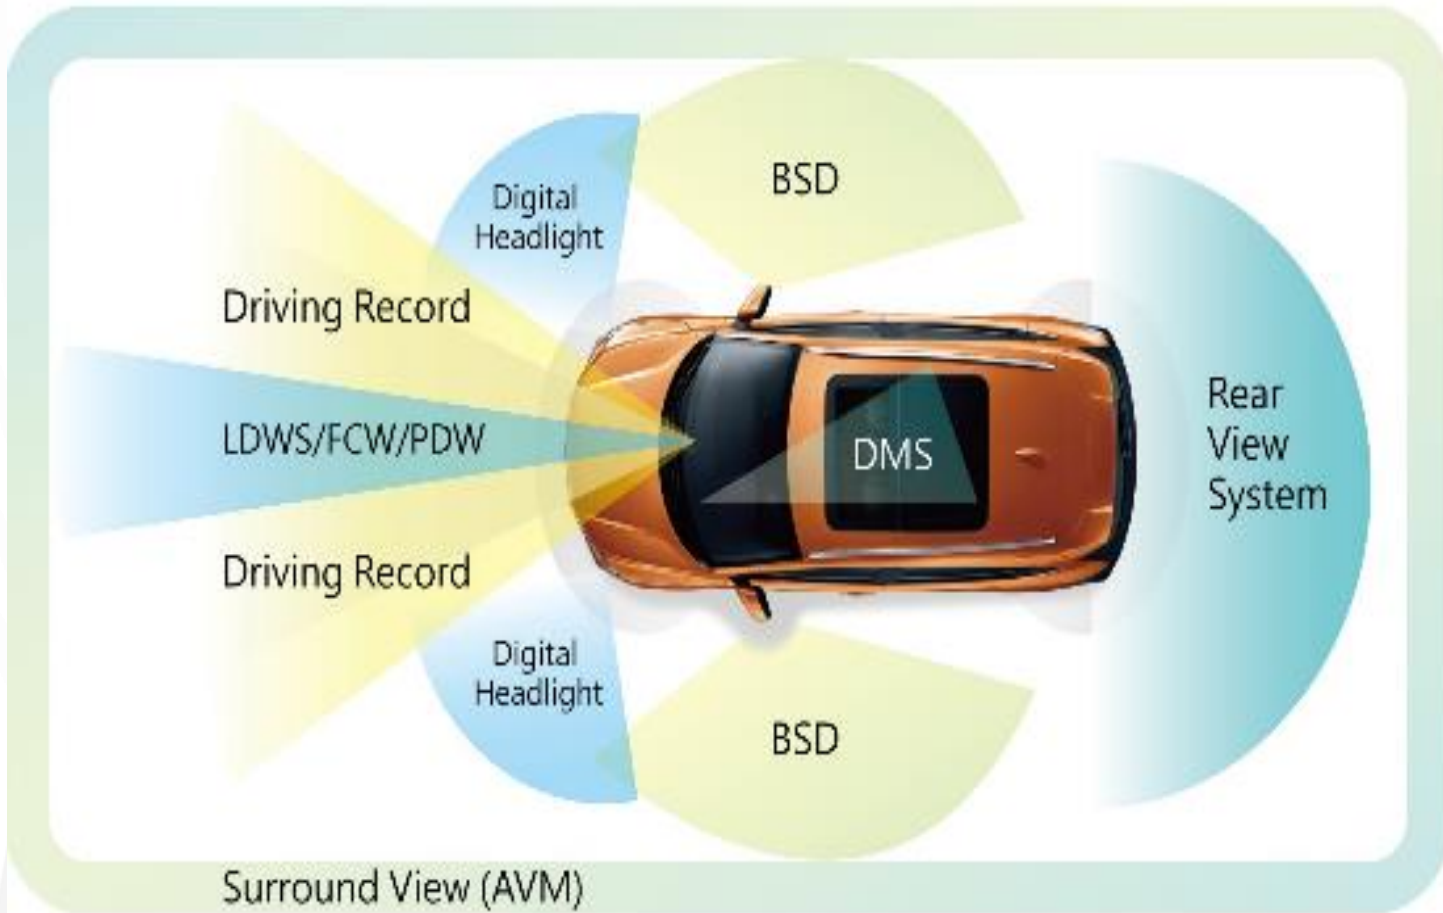 BSD
Digital
Headlight
Driving Record
LDWS/FCW/PDW
DMS
Rear
View
System
Driving Record
Digital
Headlight
BSD
Surround View (AVM)